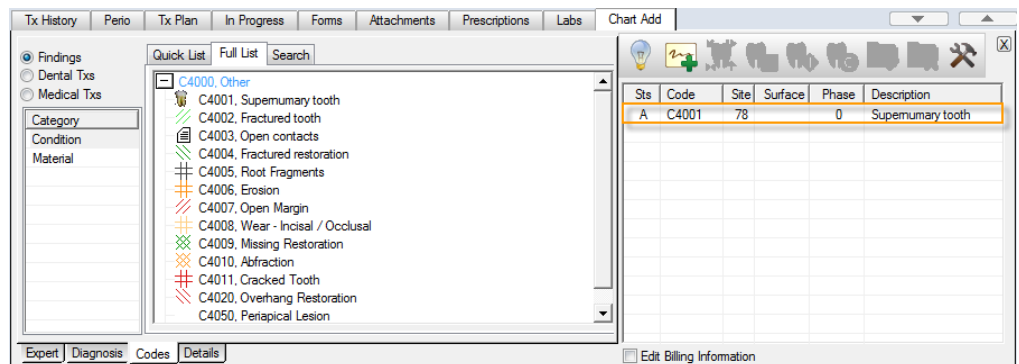 Tx History Perio Tx Plan In Progress Forms Attachments Prescriptions Labs Chart Add
Findings
Dental Txs
Medical Txs
Category
Condition
Material
Quick List Full List Search
C4000, Other
C4001, Supernumary tooth
C4002, Fractured tooth
C4003, Open contacts
C4004, Fractured restoration
C4005, Root Fragments
C4006, Erosion
C4007, Open Margin
C4008, Wear - Incisal / Occlusal
C4009, Missing Restoration
C4010, Abfraction
C4011, Cracked Tooth
C4020, Overhang Restoration
C4050, Periapical Lesion
Expert Diagnosis Codes Details
X
Sts Code Site Surface Phase Description
A C4001 78 0 Supernumary tooth
Edit Billing Information